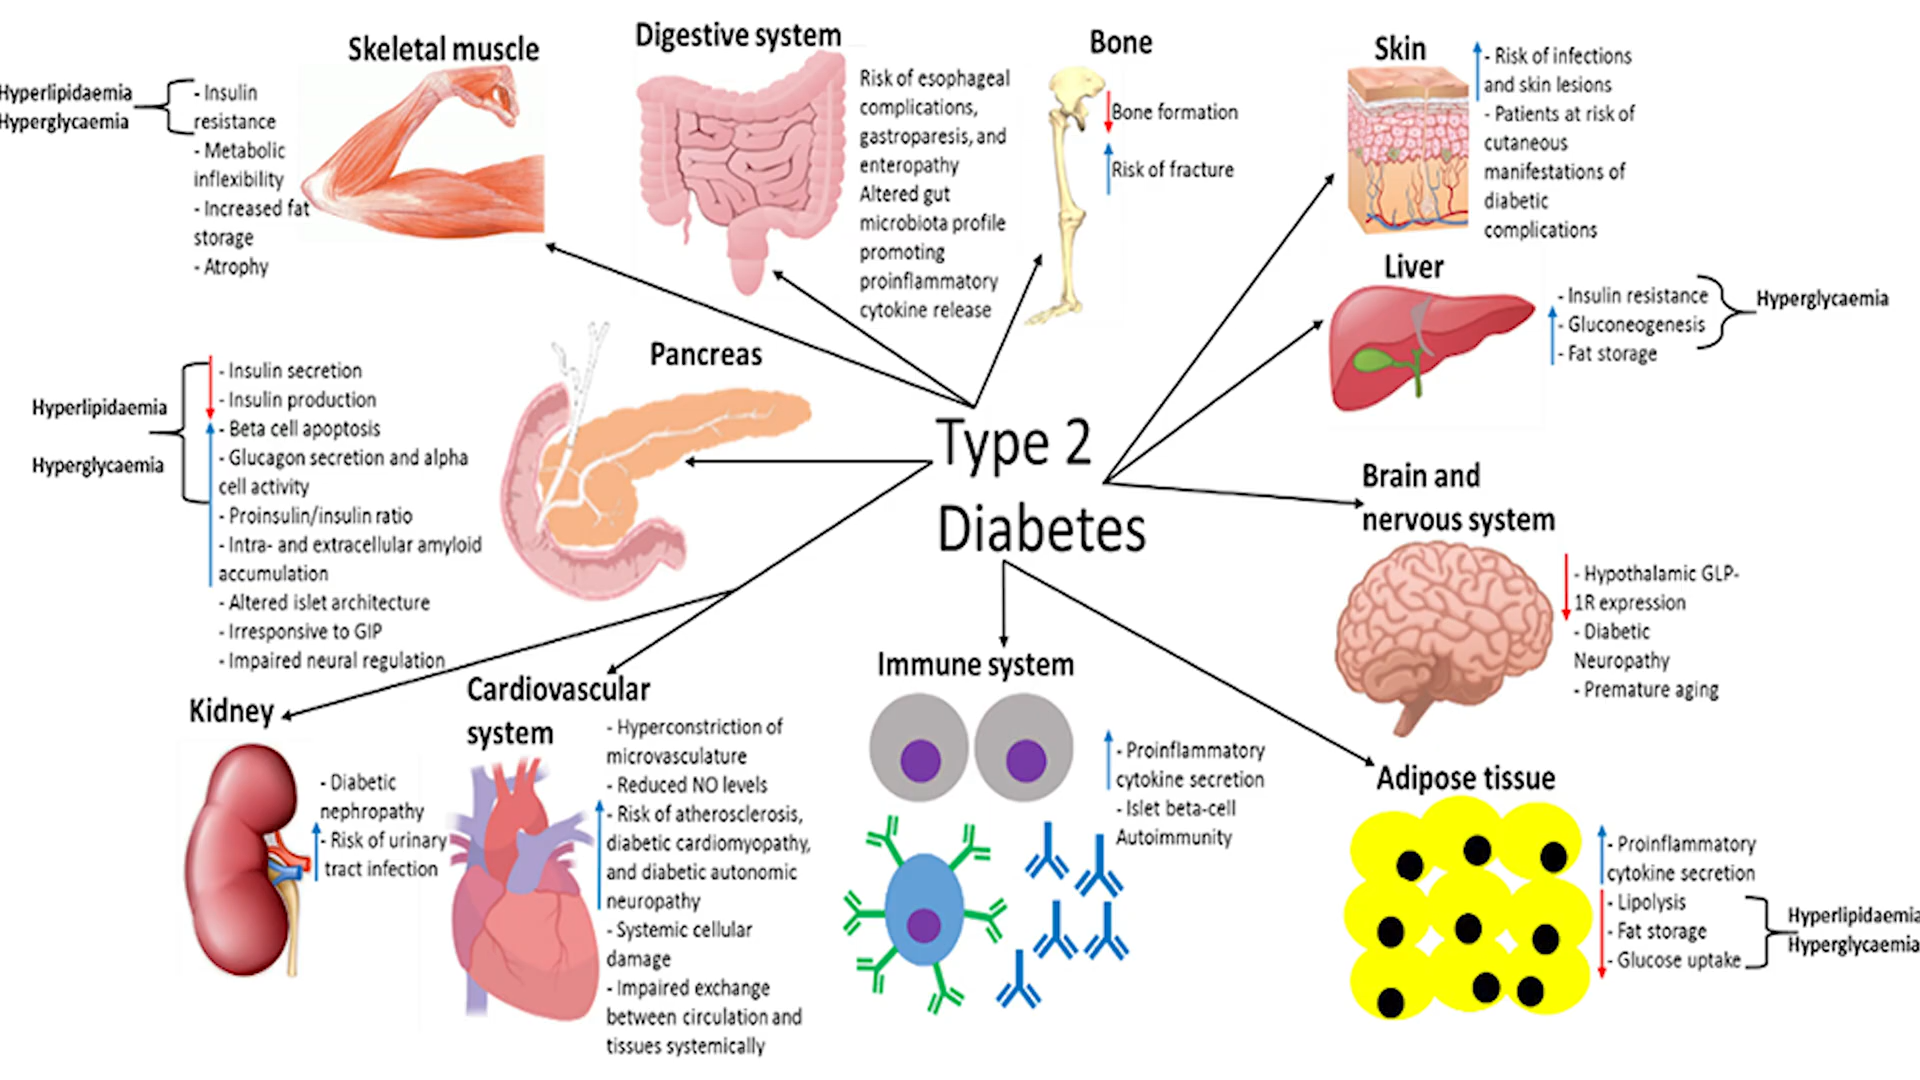 Skeletal muscle
Hyperlipidaemia
Hyperglycaemia
- Insulin
resistance
- Metabolic
inflexibility
- Increased fat
storage
- Atrophy
Digestive system
Risk of esophageal
complications,
gastroparesis, and
enteropathy
Altered gut
microbiota profile
promoting
proinflammatory
cytokine release
Bone
Bone formation
Risk of fracture
Skin
- Risk of infections
and skin lesions
- Patients at risk of
cutaneous
manifestations of
diabetic
complications
Liver
- Insulin resistance
- Gluconeogenesis
- Fat storage
Hyperglycaemia
Pancreas
Hyperlipidaemia
Hyperglycaemia
- Insulin secretion
- Insulin production
- Beta cell apoptosis
- Glucagon secretion and alpha
cell activity
- Proinsulin/insulin ratio
- Intra- and extracellular amyloid
accumulation
- Altered islet architecture
- Irresponsive to GIP
- Impaired neural regulation
Type 2
Diabetes
Brain and
nervous system
- Hypothalamic GLP-
1R expression
- Diabetic
Neuropathy
- Premature aging
Kidney
- Diabetic
nephropathy
- Risk of urinary
tract infection
Cardiovascular
system
- Hyperconstriction of
microvasculature
- Reduced NO levels
- Risk of atherosclerosis,
diabetic cardiomyopathy,
and diabetic autonomic
neuropathy
- Systemic cellular
damage
- Impaired exchange
between circulation and
tissues systemically
Immune system
- Proinflammatory
cytokine secretion
- Islet beta-cell
Autoimmunity
Adipose tissue
- Proinflammatory
cytokine secretion
- Lipolysis
- Fat storage
- Glucose uptake
Hyperlipidaemia
Hyperglycaemia